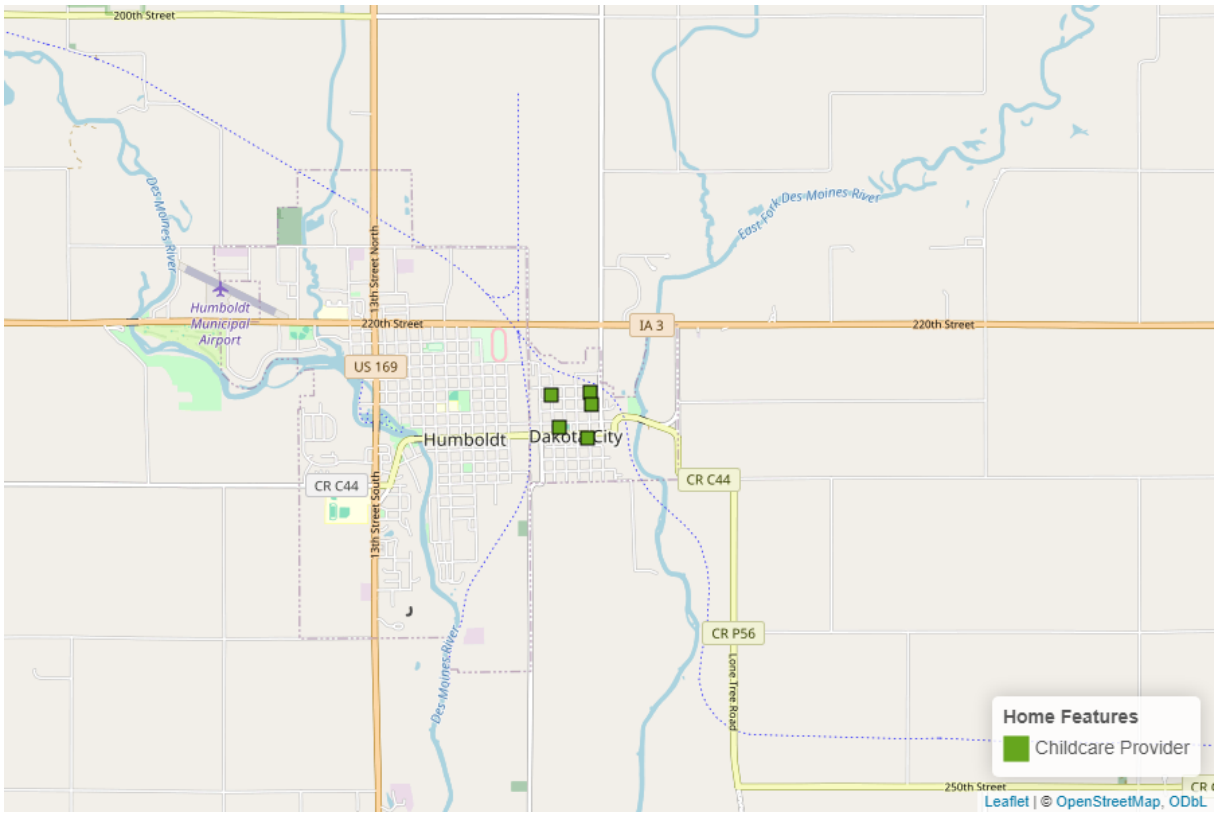 200th Street
Des Moines River
East Fork Des Moines River
13th Street North
Humboldt
Municipal
Airport
220th Street
IA 3
220th Street
US 169
Humboldt
Dakota City
CR C44
CR C44
13th Street South
CR P56
Des Moines River
Lone Tree Road
Home Features
Childcare Provider
250th Street
CR
Leaflet | © OpenStreetMap, ODbL